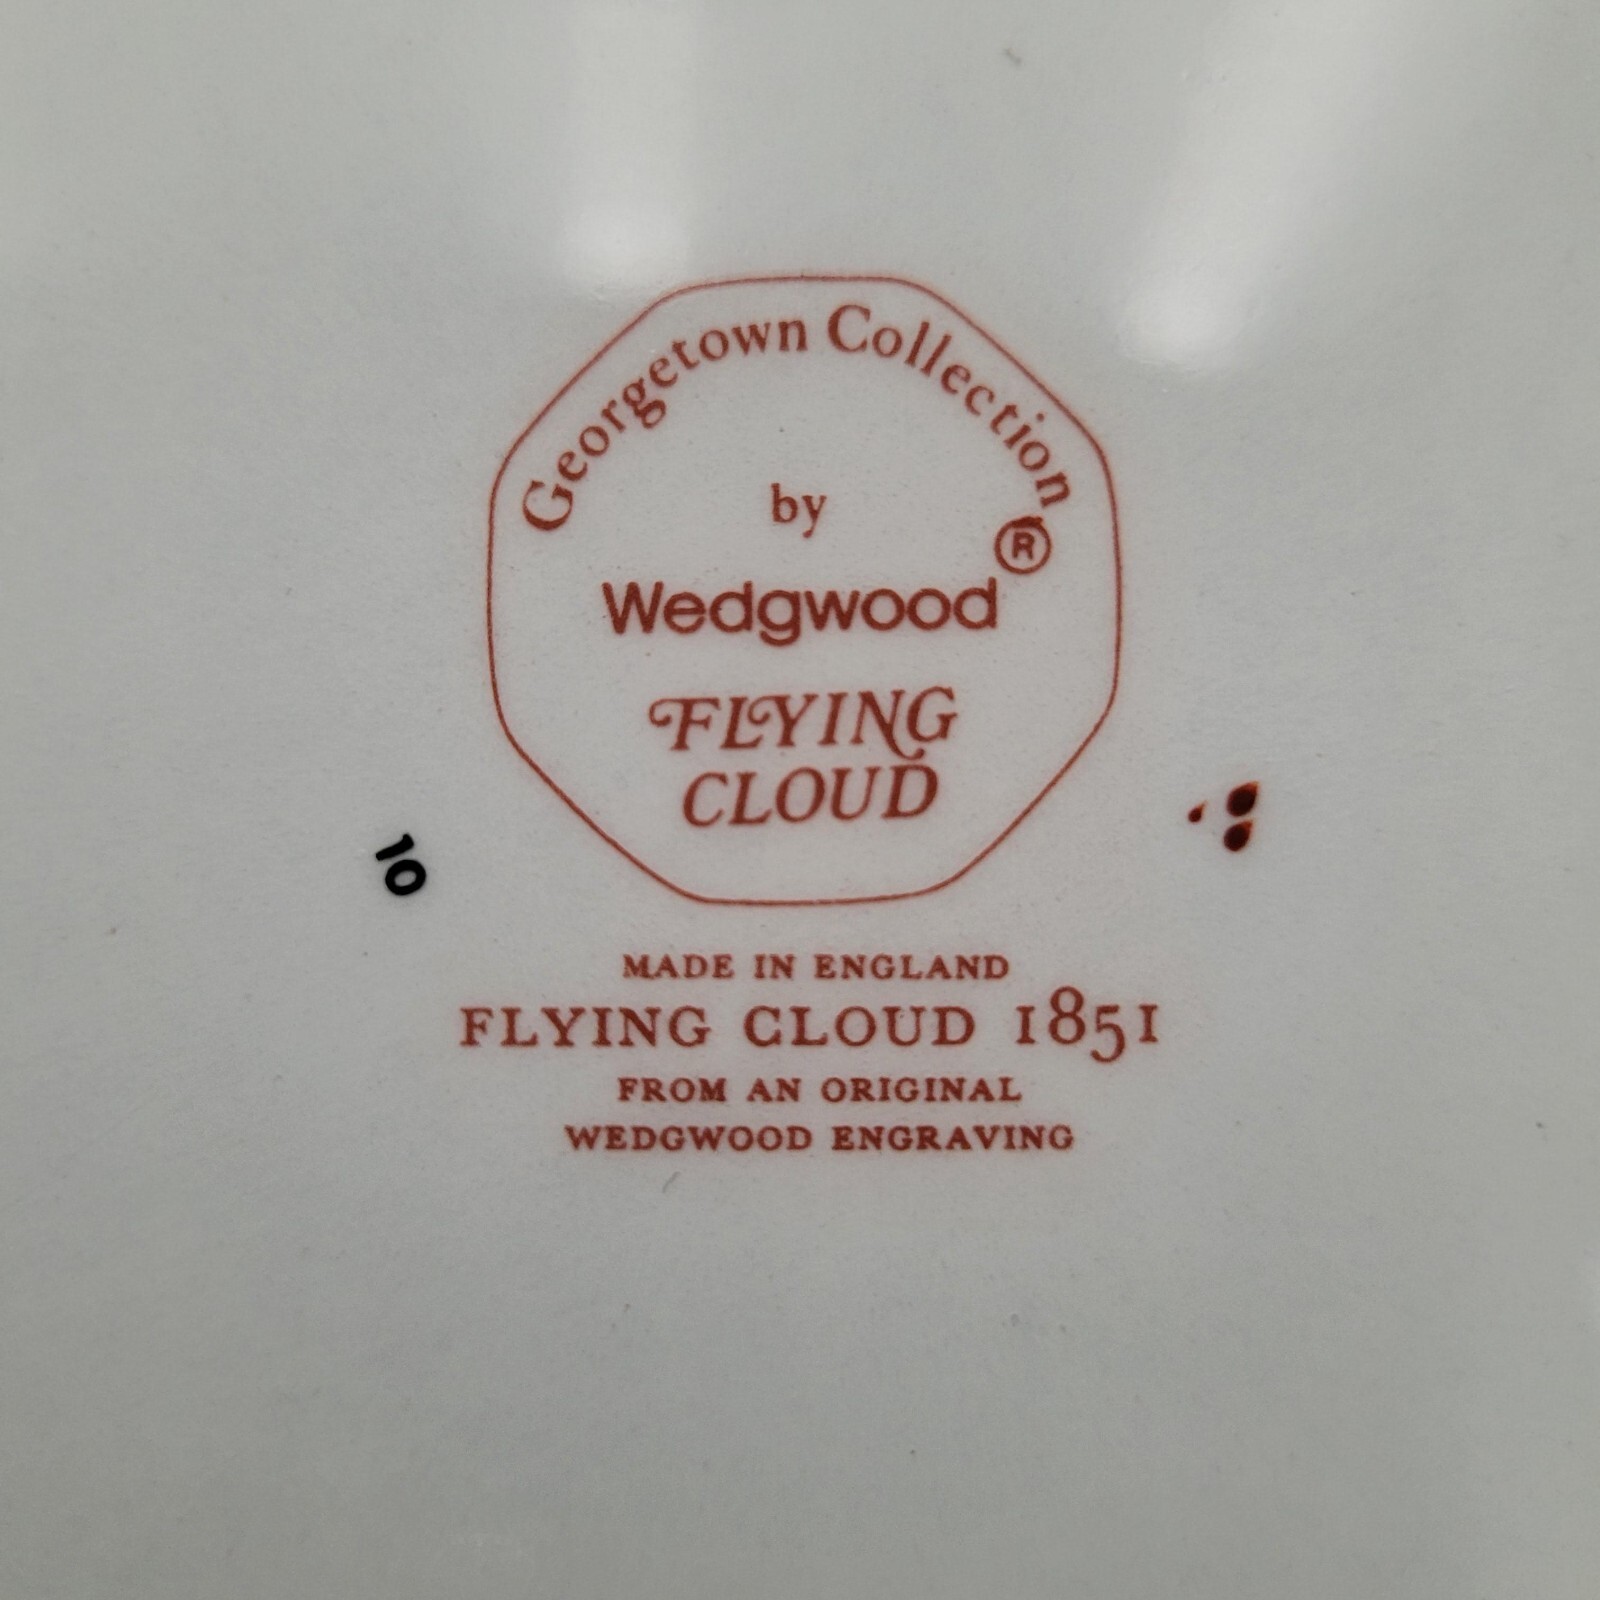 Georgetown Collection
by
Wedgwood®
FLYING
CLOUD
10
MADE IN ENGLAND
FLYING CLOUD 1851
FROM AN ORIGINAL
WEDGWOOD ENGRAVING